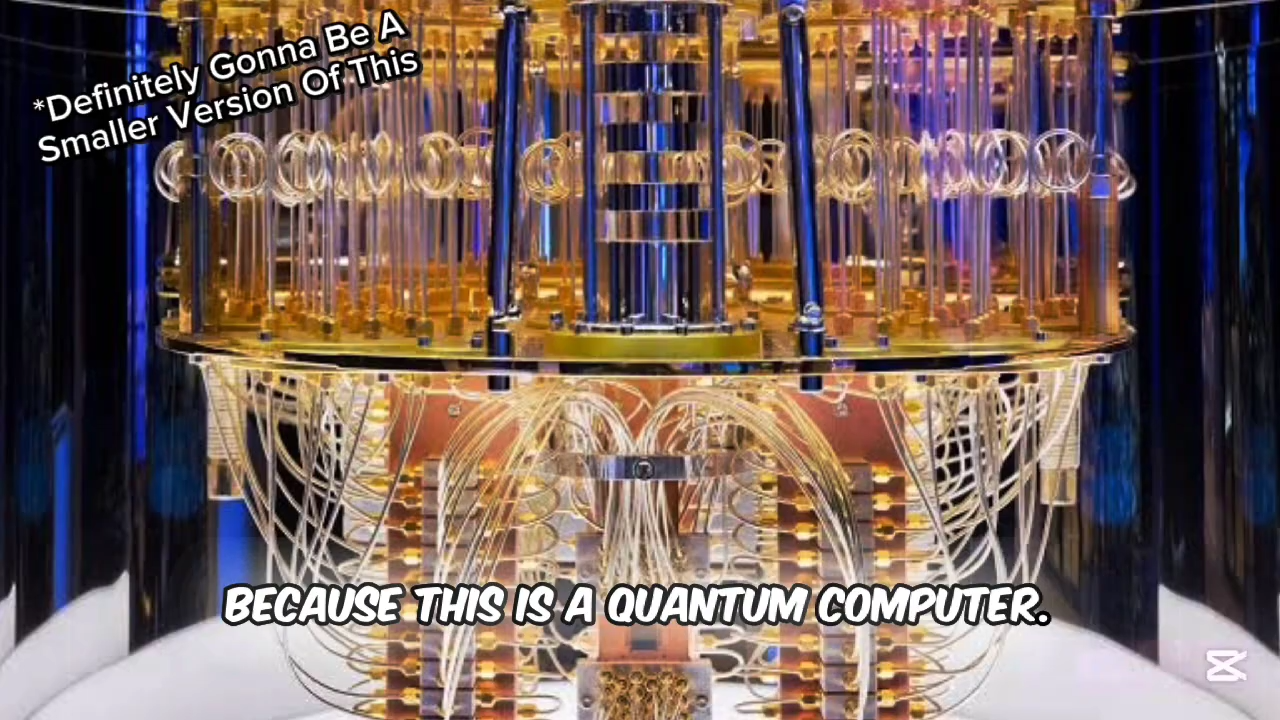 *Definitely Gonna Be A
Smaller Version Of This
BECAUSE THIS IS A QUANTUM COMPUTER.